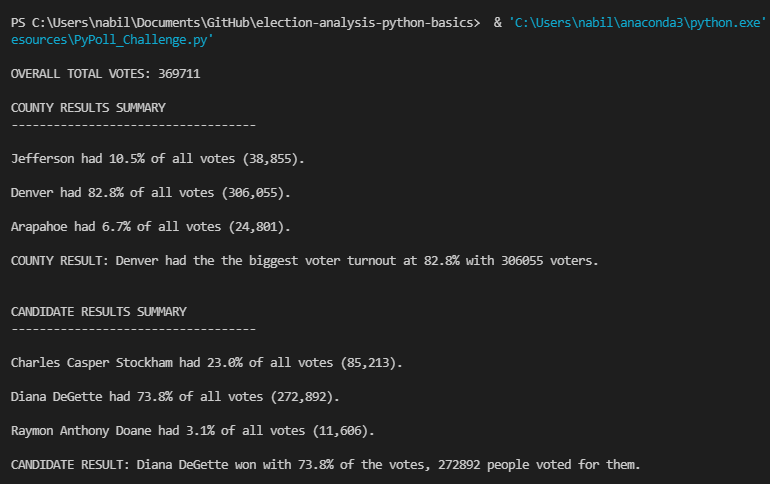 PS C:\Users\nabil\Documents\GitHub\election-analysis-python-basics>  & 'C:\Users\nabil\anaconda3\python.exe'
esources\PyPoll_Challenge.py'
OVERALL TOTAL VOTES: 369711
COUNTY RESULTS SUMMARY
-----------------------------------
Jefferson had 10.5% of all votes (38,855).
Denver had 82.8% of all votes (306,055).
Arapahoe had 6.7% of all votes (24,801).
COUNTY RESULT: Denver had the the biggest voter turnout at 82.8% with 306055 voters.
CANDIDATE RESULTS SUMMARY
-----------------------------------
Charles Casper Stockham had 23.0% of all votes (85,213).
Diana DeGette had 73.8% of all votes (272,892).
Raymon Anthony Doane had 3.1% of all votes (11,606).
CANDIDATE RESULT: Diana DeGette won with 73.8% of the votes, 272892 people voted for them.